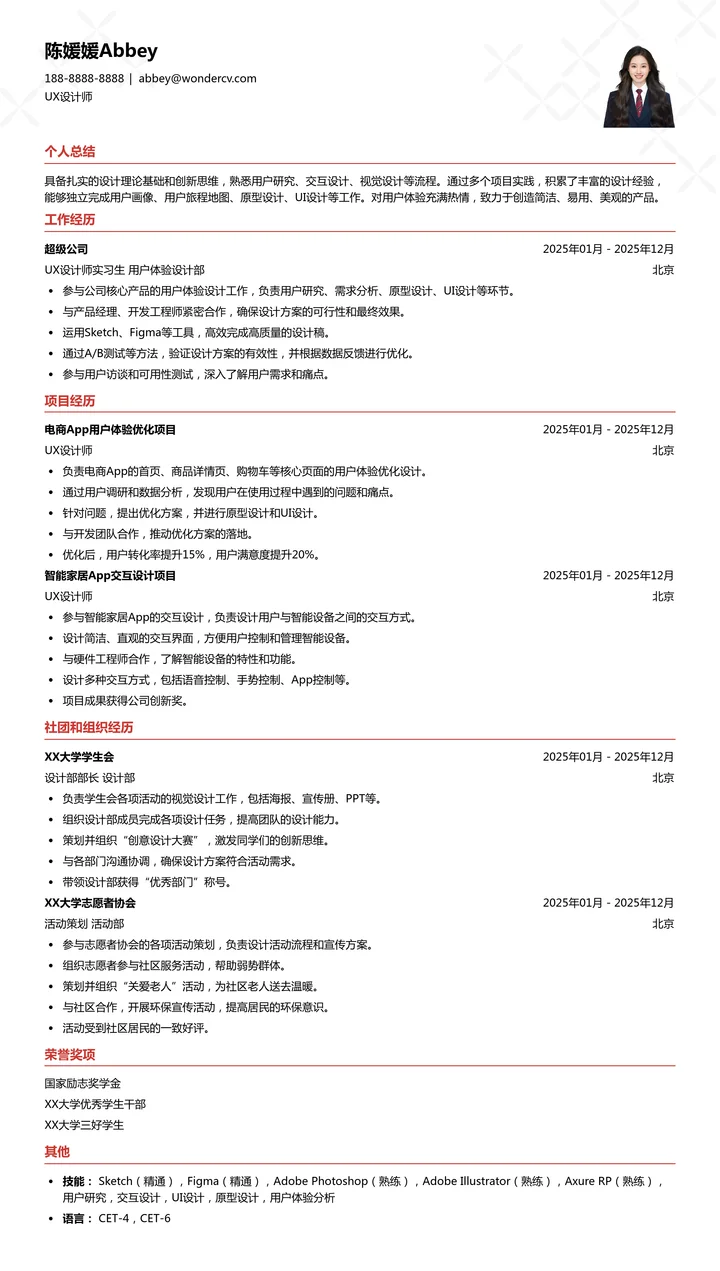 陈媛媛Abbey
188-8888-8888 | abbey@wondercv.com
UX设计师
个人总结
具备扎实的设计理论基础和创新思维，熟悉用户研究、交互设计、视觉设计等流程。通过多个项目实践，积累了丰富的设计经验，
能够独立完成用户画像、用户旅程地图、原型设计、UI设计等工作。对用户体验充满热情，致力于创造简洁、易用、美观的产品。
工作经历
超级公司 2025年01月 - 2025年12月
UX设计师实习生 用户体验设计部 北京
• 参与公司核心产品的用户体验设计工作，负责用户研究、需求分析、原型设计、UI设计等环节。
• 与产品经理、开发工程师紧密合作，确保设计方案的可行性和最终效果。
• 运用Sketch、Figma等工具，高效完成高质量的设计稿。
• 通过A/B测试等方法，验证设计方案的有效性，并根据数据反馈进行优化。
• 参与用户访谈和可用性测试，深入了解用户需求和痛点。
项目经历
电商App用户体验优化项目 2025年01月 - 2025年12月
UX设计师 北京
• 负责电商App的首页、商品详情页、购物车等核心页面的用户体验优化设计。
• 通过用户调研和数据分析，发现用户在使用过程中遇到的问题和痛点。
• 针对问题，提出优化方案，并进行原型设计和UI设计。
• 与开发团队合作，推动优化方案的落地。
• 优化后，用户转化率提升15%，用户满意度提升20%。
智能家居App交互设计项目 2025年01月 - 2025年12月
UX设计师 北京
• 参与智能家居App的交互设计，负责设计用户与智能设备之间的交互方式。
• 设计简洁、直观的交互界面，方便用户控制和管理智能设备。
• 与硬件工程师合作，了解智能设备的特性和功能。
• 设计多种交互方式，包括语音控制、手势控制、App控制等。
• 项目成果获得公司创新奖。
社团和组织经历
XX大学学生会 2025年01月 - 2025年12月
设计部部长 设计部 北京
• 负责学生会各项活动的视觉设计工作，包括海报、宣传册、PPT等。
• 组织设计部成员完成各项设计任务，提高团队的设计能力。
• 策划并组织“创意设计大赛”，激发同学们的创新思维。
• 与各部门沟通协调，确保设计方案符合活动需求。
• 带领设计部获得“优秀部门”称号。
XX大学志愿者协会 2025年01月 - 2025年12月
活动策划 活动部 北京
• 参与志愿者协会的各项活动策划，负责设计活动流程和宣传方案。
• 组织志愿者参与社区服务活动，帮助弱势群体。
• 策划并组织“关爱老人”活动，为社区老人送去温暖。
• 与社区合作，开展环保宣传活动，提高居民的环保意识。
• 活动受到社区居民的一致好评。
荣誉奖项
国家励志奖学金
XX大学优秀学生干部
XX大学三好学生
其他
• 技能： Sketch（精通），Figma（精通），Adobe Photoshop（熟练），Adobe Illustrator（熟练），Axure RP（熟练），
用户研究，交互设计，UI设计，原型设计，用户体验分析
• 语言： CET-4，CET-6